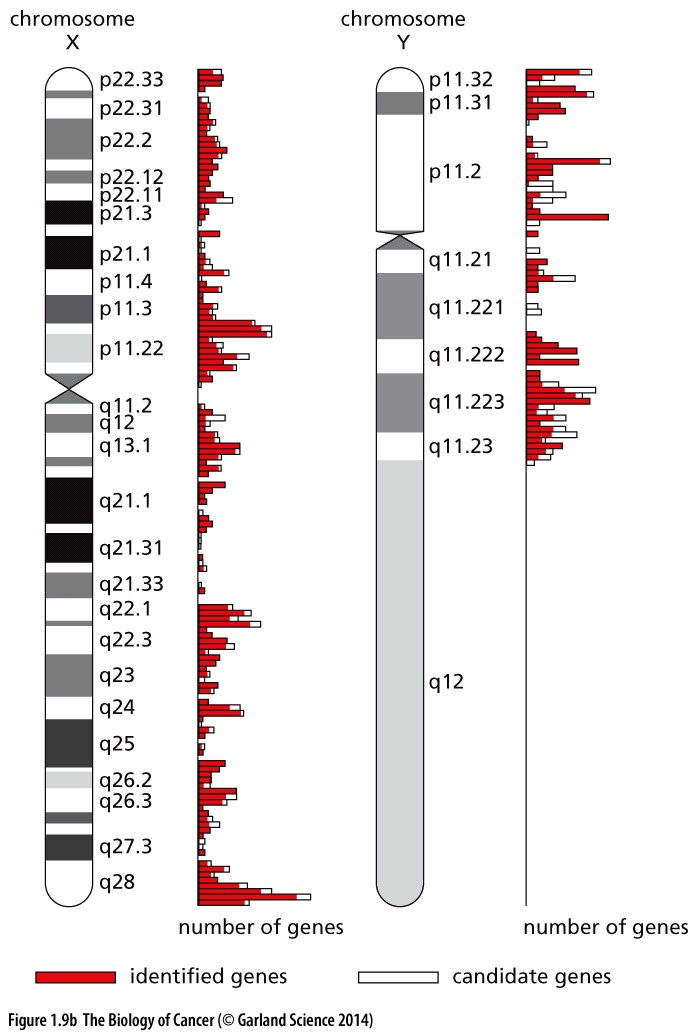 chromosome
X
p22.33
p22.31
p22.2
p22.12
p22.11
p21.3
p21.1
p11.4
p11.3
p11.22
q11.2
q12
q13.1
q21.1
q21.31
q21.33
q22.1
q22.3
q23
q24
q25
q26.2
q26.3
q27.3
q28
number of genes
chromosome
Y
p11.32
p11.31
p11.2
q11.21
q11.221
q11.222
q11.223
q11.23
q12
number of genes
identified genes
candidate genes
Figure 1.9b The Biology of Cancer (© Garland Science 2014)